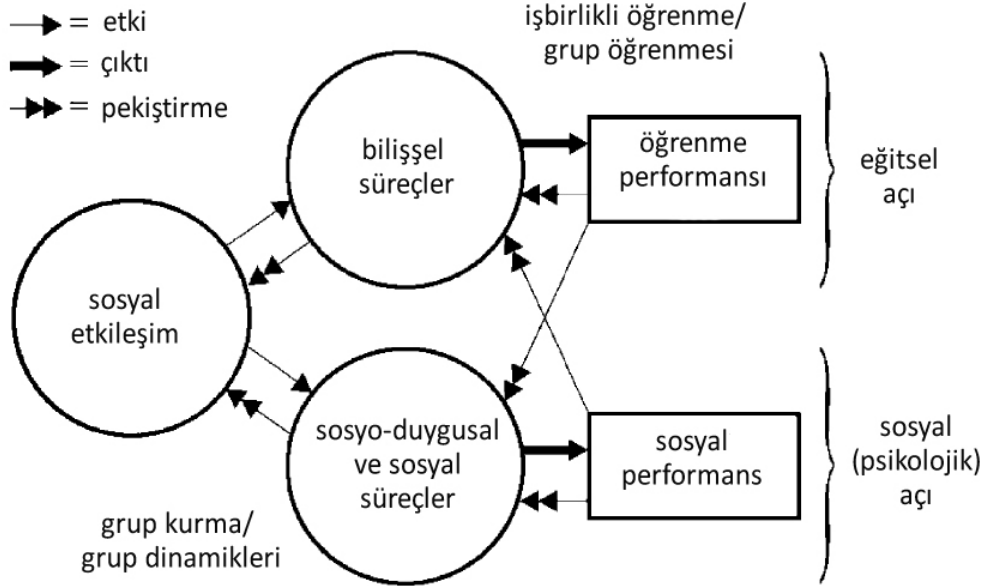 = etki
= çıktı
= pekiştirme
işbirlikli öğrenme/
grup öğrenmesi
bilişsel
süreçler
öğrenme
performansı
eğitsel
açı
sosyal
etkileşim
sosyo-duygusal
ve sosyal
süreçler
sosyal
performans
sosyal
(psikolojik)
açı
grup kurma/
grup dinamikleri